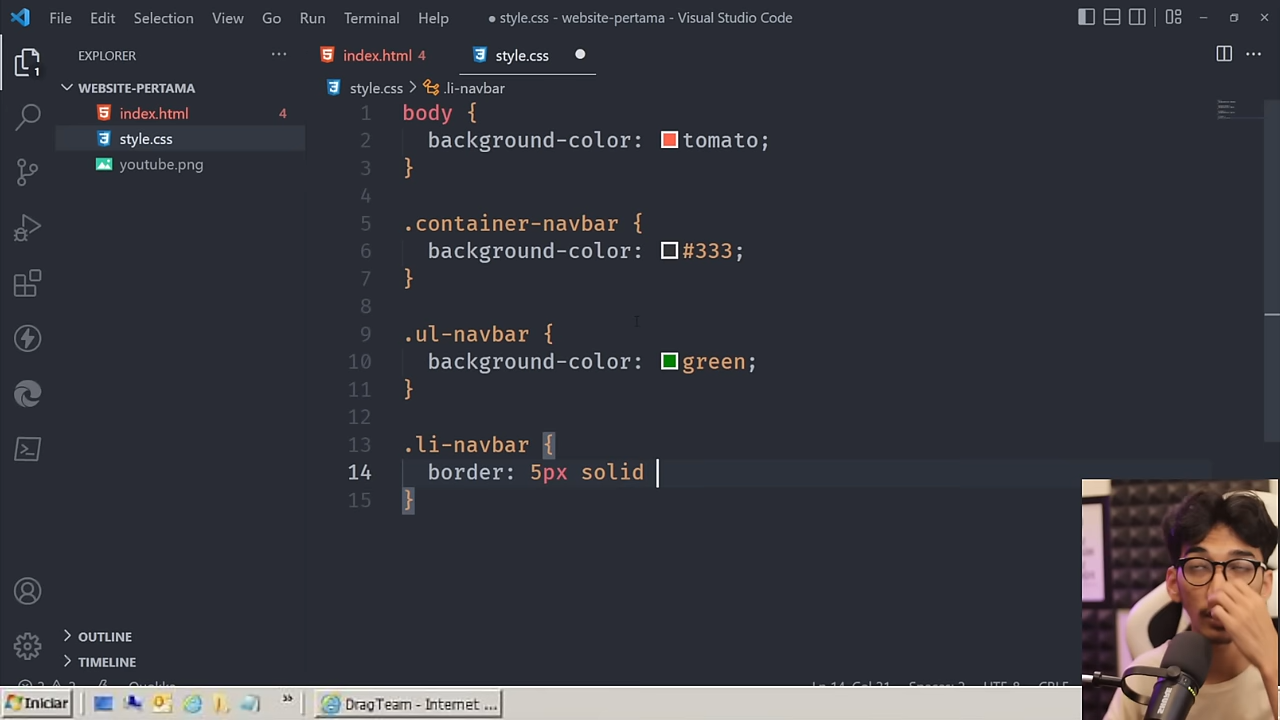 File Edit Selection View Go Run Terminal Help
● style.css - website-pertama - Visual Studio Code
EXPLORER
WEBSITE-PERTAMA
index.html 4
style.css
youtube.png
OUTLINE
TIMELINE
1
index.html 4
style.css
style.css > .li-navbar
1 body {
2 background-color: tomato;
3 }
4
5 .container-navbar {
6 background-color: #333;
7 }
8
9 .ul-navbar {
10 background-color: green;
11 }
12
13 .li-navbar {
14 border: 5px solid
15 }
Iniciar
DragTeam - Internet ...